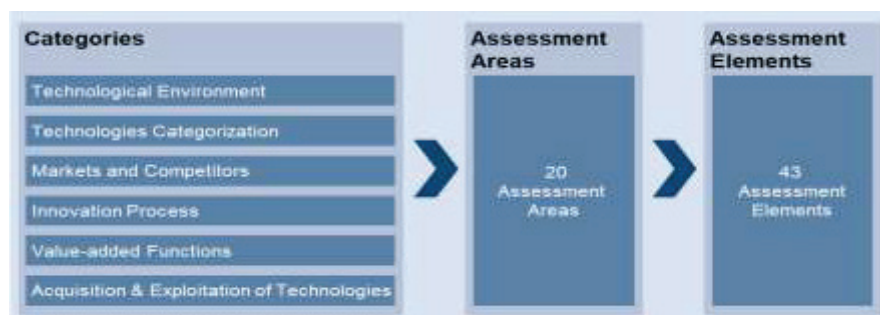 Categories
Technological Environment
Technologies Categorization
Markets and Competitors
Innovation Process
Value-added Functions
Acquisition & Exploitation of Technologies
Assessment
Areas
20
Assessment
Areas
Assessment
Elements
43
Assessment
Elements